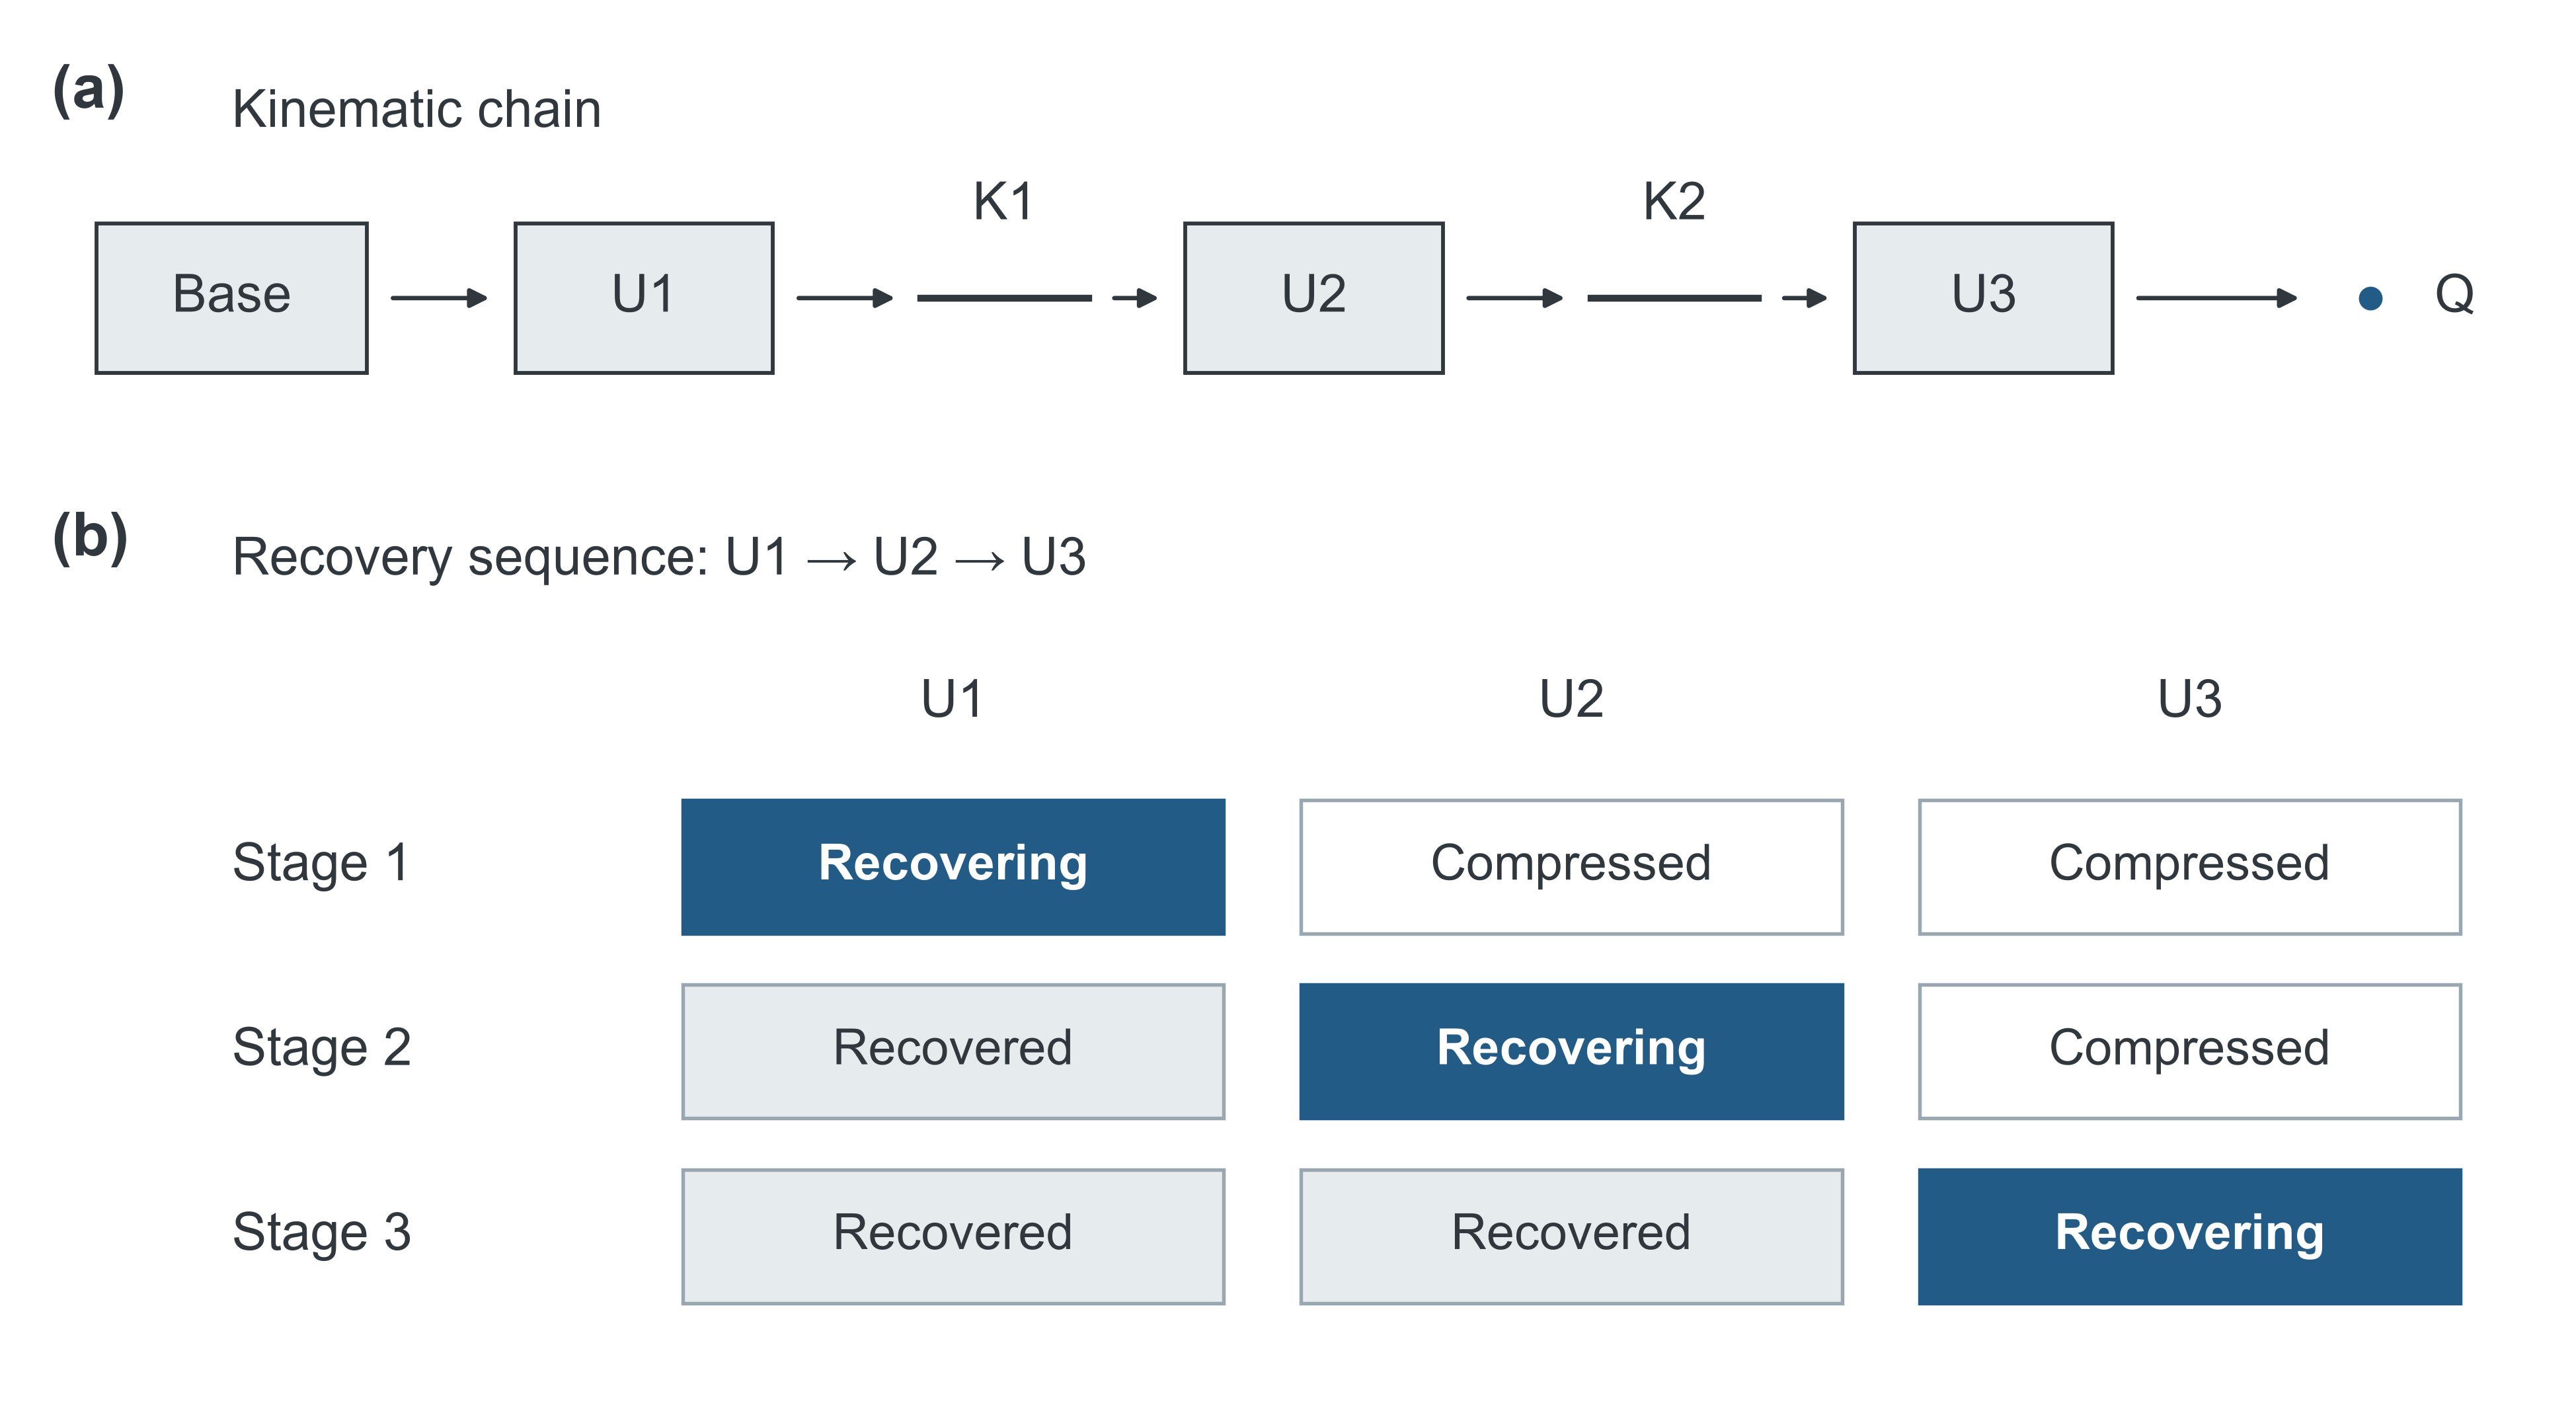 (a) Kinematic chain
K1 K2
Base U1 U2 U3 Q
(b) Recovery sequence: U1 → U2 → U3
U1 U2 U3
Stage 1 Recovering Compressed Compressed
Stage 2 Recovered Recovering Compressed
Stage 3 Recovered Recovered Recovering